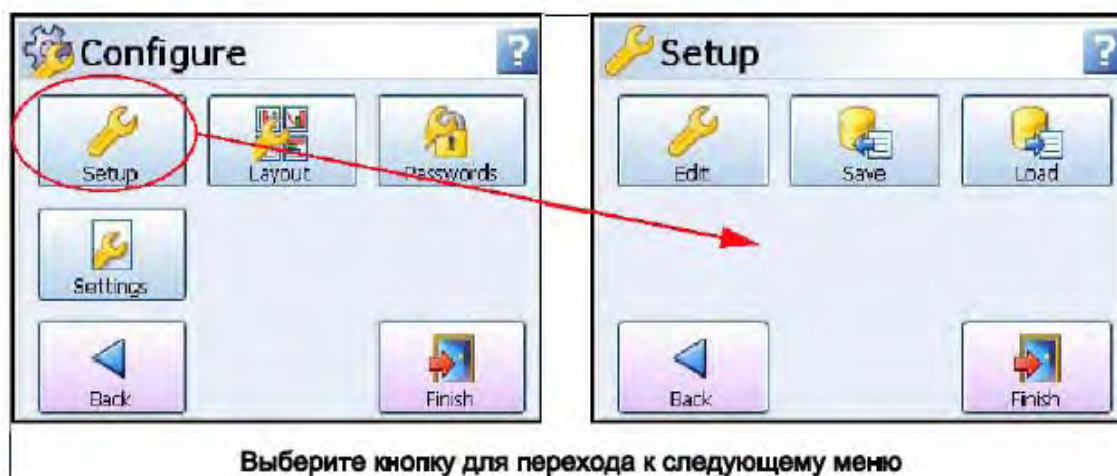 Configure ?
Setup Layout Passwords
Settings
Back Finish
Setup ?
Edit Save Load
Back Finish
Выберите кнопку для перехода к следующему меню